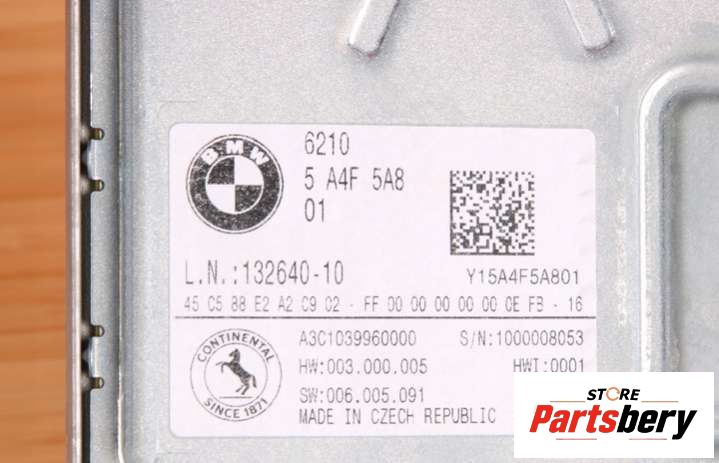 BMW
6210
5 A4F 5A8
01
L.N.:132640-10
Y15A4F5A801
45 C5 88 E2 A2 C9 02 - FF 00 00 00 00 00 0E FB - 16
CONTINENTAL
SINCE 1871
A3C1039960000 S/N:1000008053
HW:003.000.005 HWI:0001
SW:006.005.091
MADE IN CZECH REPUBLIC
STORE
Partsbery